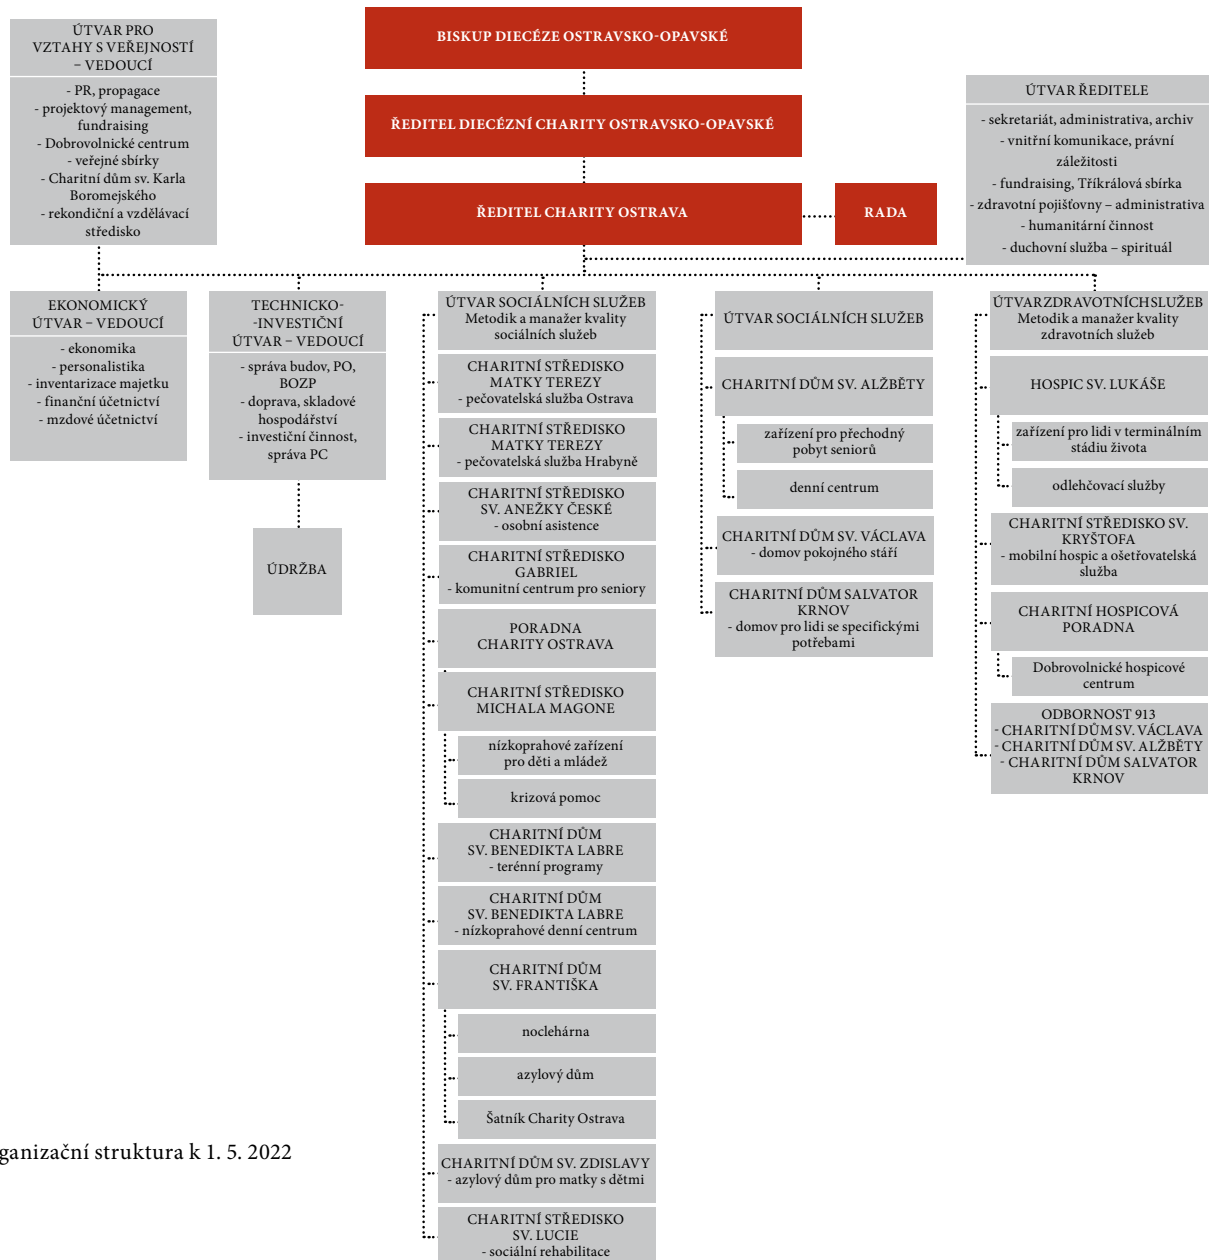 ÚTVAR PRO
VZTAHY S VEŘEJNOSTÍ
– VEDOUCÍ
- PR, propagace
- projektový management,
fundraising
- Dobrovolnické centrum
- veřejné sbírky
- Charitní dům sv. Karla
Boromejského
- rekondiční a vzdělávací
středisko
BISKUP DIECÉZE OSTRAVSKO-OPAVSKÉ
ŘEDITEL DIECÉZNÍ CHARITY OSTRAVSKO-OPAVSKÉ
ŘEDITEL CHARITY OSTRAVA
RADA
ÚTVAR ŘEDITELE
- sekretariát, administrativa, archiv
- vnitřní komunikace, právní
záležitosti
- fundraising, Tříkrálová sbírka
- zdravotní pojišťovny – administrativa
- humanitární činnost
- duchovní služba – spirituál
EKONOMICKÝ
ÚTVAR – VEDOUCÍ
- ekonomika
- personalistika
- inventarizace majetku
- finanční účetnictví
- mzdové účetnictví
TECHNICKO-
-INVESTIČNÍ
ÚTVAR – VEDOUCÍ
- správa budov, PO,
BOZP
- doprava, skladové
hospodářství
- investiční činnost,
správa PC
ÚDRŽBA
ÚTVAR SOCIÁLNÍCH SLUŽEB
Metodik a manažer kvality
sociálních služeb
CHARITNÍ STŘEDISKO
MATKY TEREZY
- pečovatelská služba Ostrava
CHARITNÍ STŘEDISKO
MATKY TEREZY
- pečovatelská služba Hrabyně
CHARITNÍ STŘEDISKO
SV. ANEŽKY ČESKÉ
- osobní asistence
CHARITNÍ STŘEDISKO
GABRIEL
- komunitní centrum pro seniory
PORADNA
CHARITY OSTRAVA
CHARITNÍ STŘEDISKO
MICHALA MAGONE
nízkoprahové zařízení
pro děti a mládež
krizová pomoc
CHARITNÍ DŮM
SV. BENEDIKTA LABRE
- terénní programy
CHARITNÍ DŮM
SV. BENEDIKTA LABRE
- nízkoprahové denní centrum
CHARITNÍ DŮM
SV. FRANTIŠKA
noclehárna
azylový dům
Šatník Charity Ostrava
CHARITNÍ DŮM SV. ZDISLAVY
- azylový dům pro matky s dětmi
CHARITNÍ STŘEDISKO
SV. LUCIE
- sociální rehabilitace
ÚTVAR SOCIÁLNÍCH SLUŽEB
CHARITNÍ DŮM SV. ALŽBĚTY
zařízení pro přechodný
pobyt seniorů
denní centrum
CHARITNÍ DŮM SV. VÁCLAVA
- domov pokojného stáří
CHARITNÍ DŮM SALVATOR
KRNOV
- domov pro lidi se specifickými
potřebami
ÚTVAR ZDRAVOTNÍCH SLUŽEB
Metodik a manažer kvality
zdravotních služeb
HOSPIC SV. LUKÁŠE
zařízení pro lidi v terminálním
stádiu života
odlehčovací služby
CHARITNÍ STŘEDISKO SV.
KRYŠTOFA
- mobilní hospic a ošetřovatelská
služba
CHARITNÍ HOSPICOVÁ
PORADNA
Dobrovolnické hospicové
centrum
ODBORNOST 913
- CHARITNÍ DŮM SV. VÁCLAVA
- CHARITNÍ DŮM SV. ALŽBĚTY
- CHARITNÍ DŮM SALVATOR
KRNOV
ganizační struktura k 1. 5. 2022